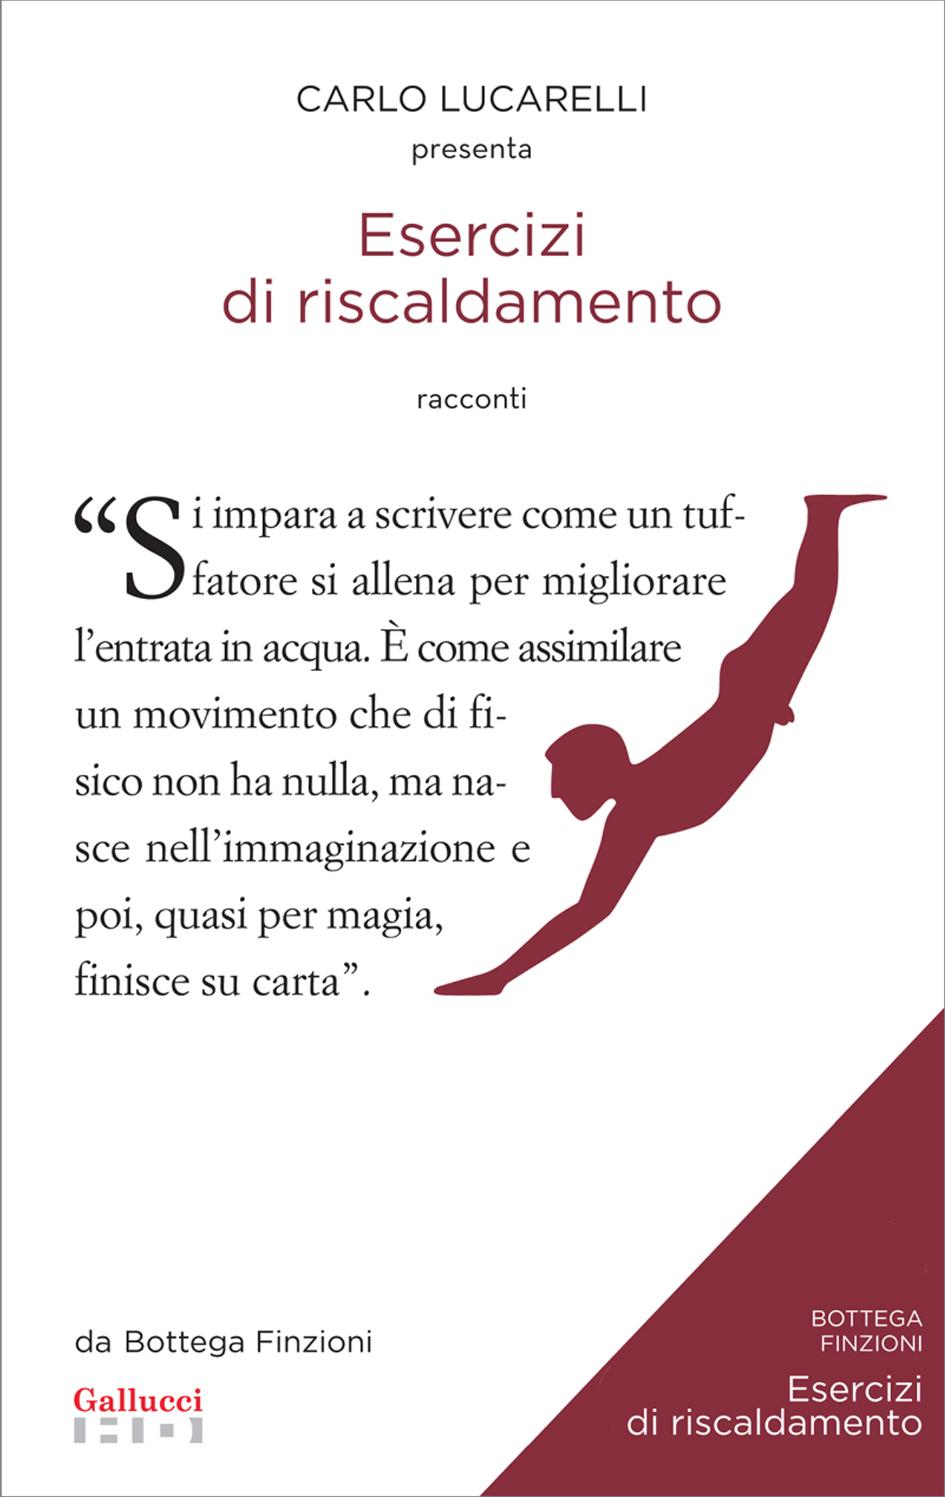 CARLO LUCARELLI
presenta
Esercizi
di riscaldamento
racconti
“Si impara a scrivere come un tuf-
fatore si allena per migliorare
l’entrata in acqua. È come assimilare
un movimento che di fi-
sico non ha nulla, ma na-
sce nell’immaginazione e
poi, quasi per magia,
finisce su carta”.
da Bottega Finzioni
Gallucci
HD
BOTTEGA
FINZIONI
Esercizi
di riscaldamento